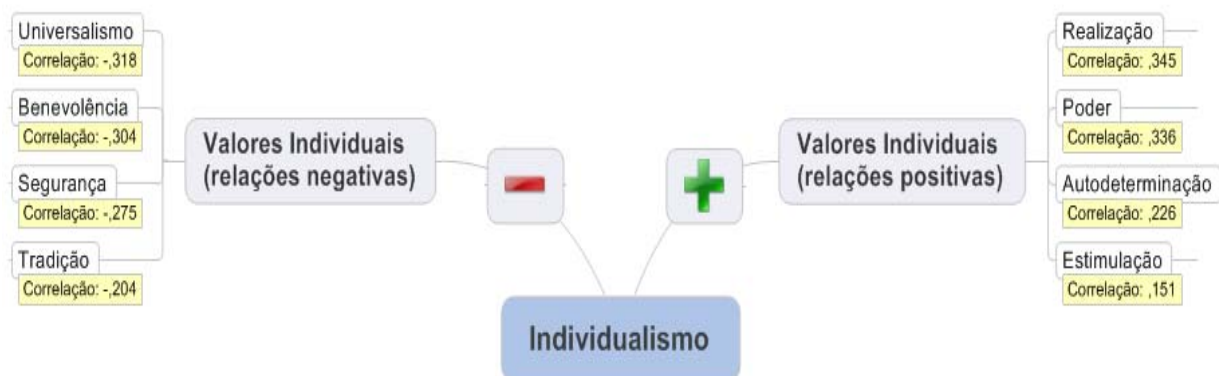 Universalismo
Correlação: -,318
Benevolência
Correlação: -,304
Segurança
Correlação: -,275
Tradição
Correlação: -,204
Valores Individuais
(relações negativas)
Valores Individuais
(relações positivas)
Realização
Correlação: ,345
Poder
Correlação: ,336
Autodeterminação
Correlação: ,226
Estimulação
Correlação: ,151
Individualismo